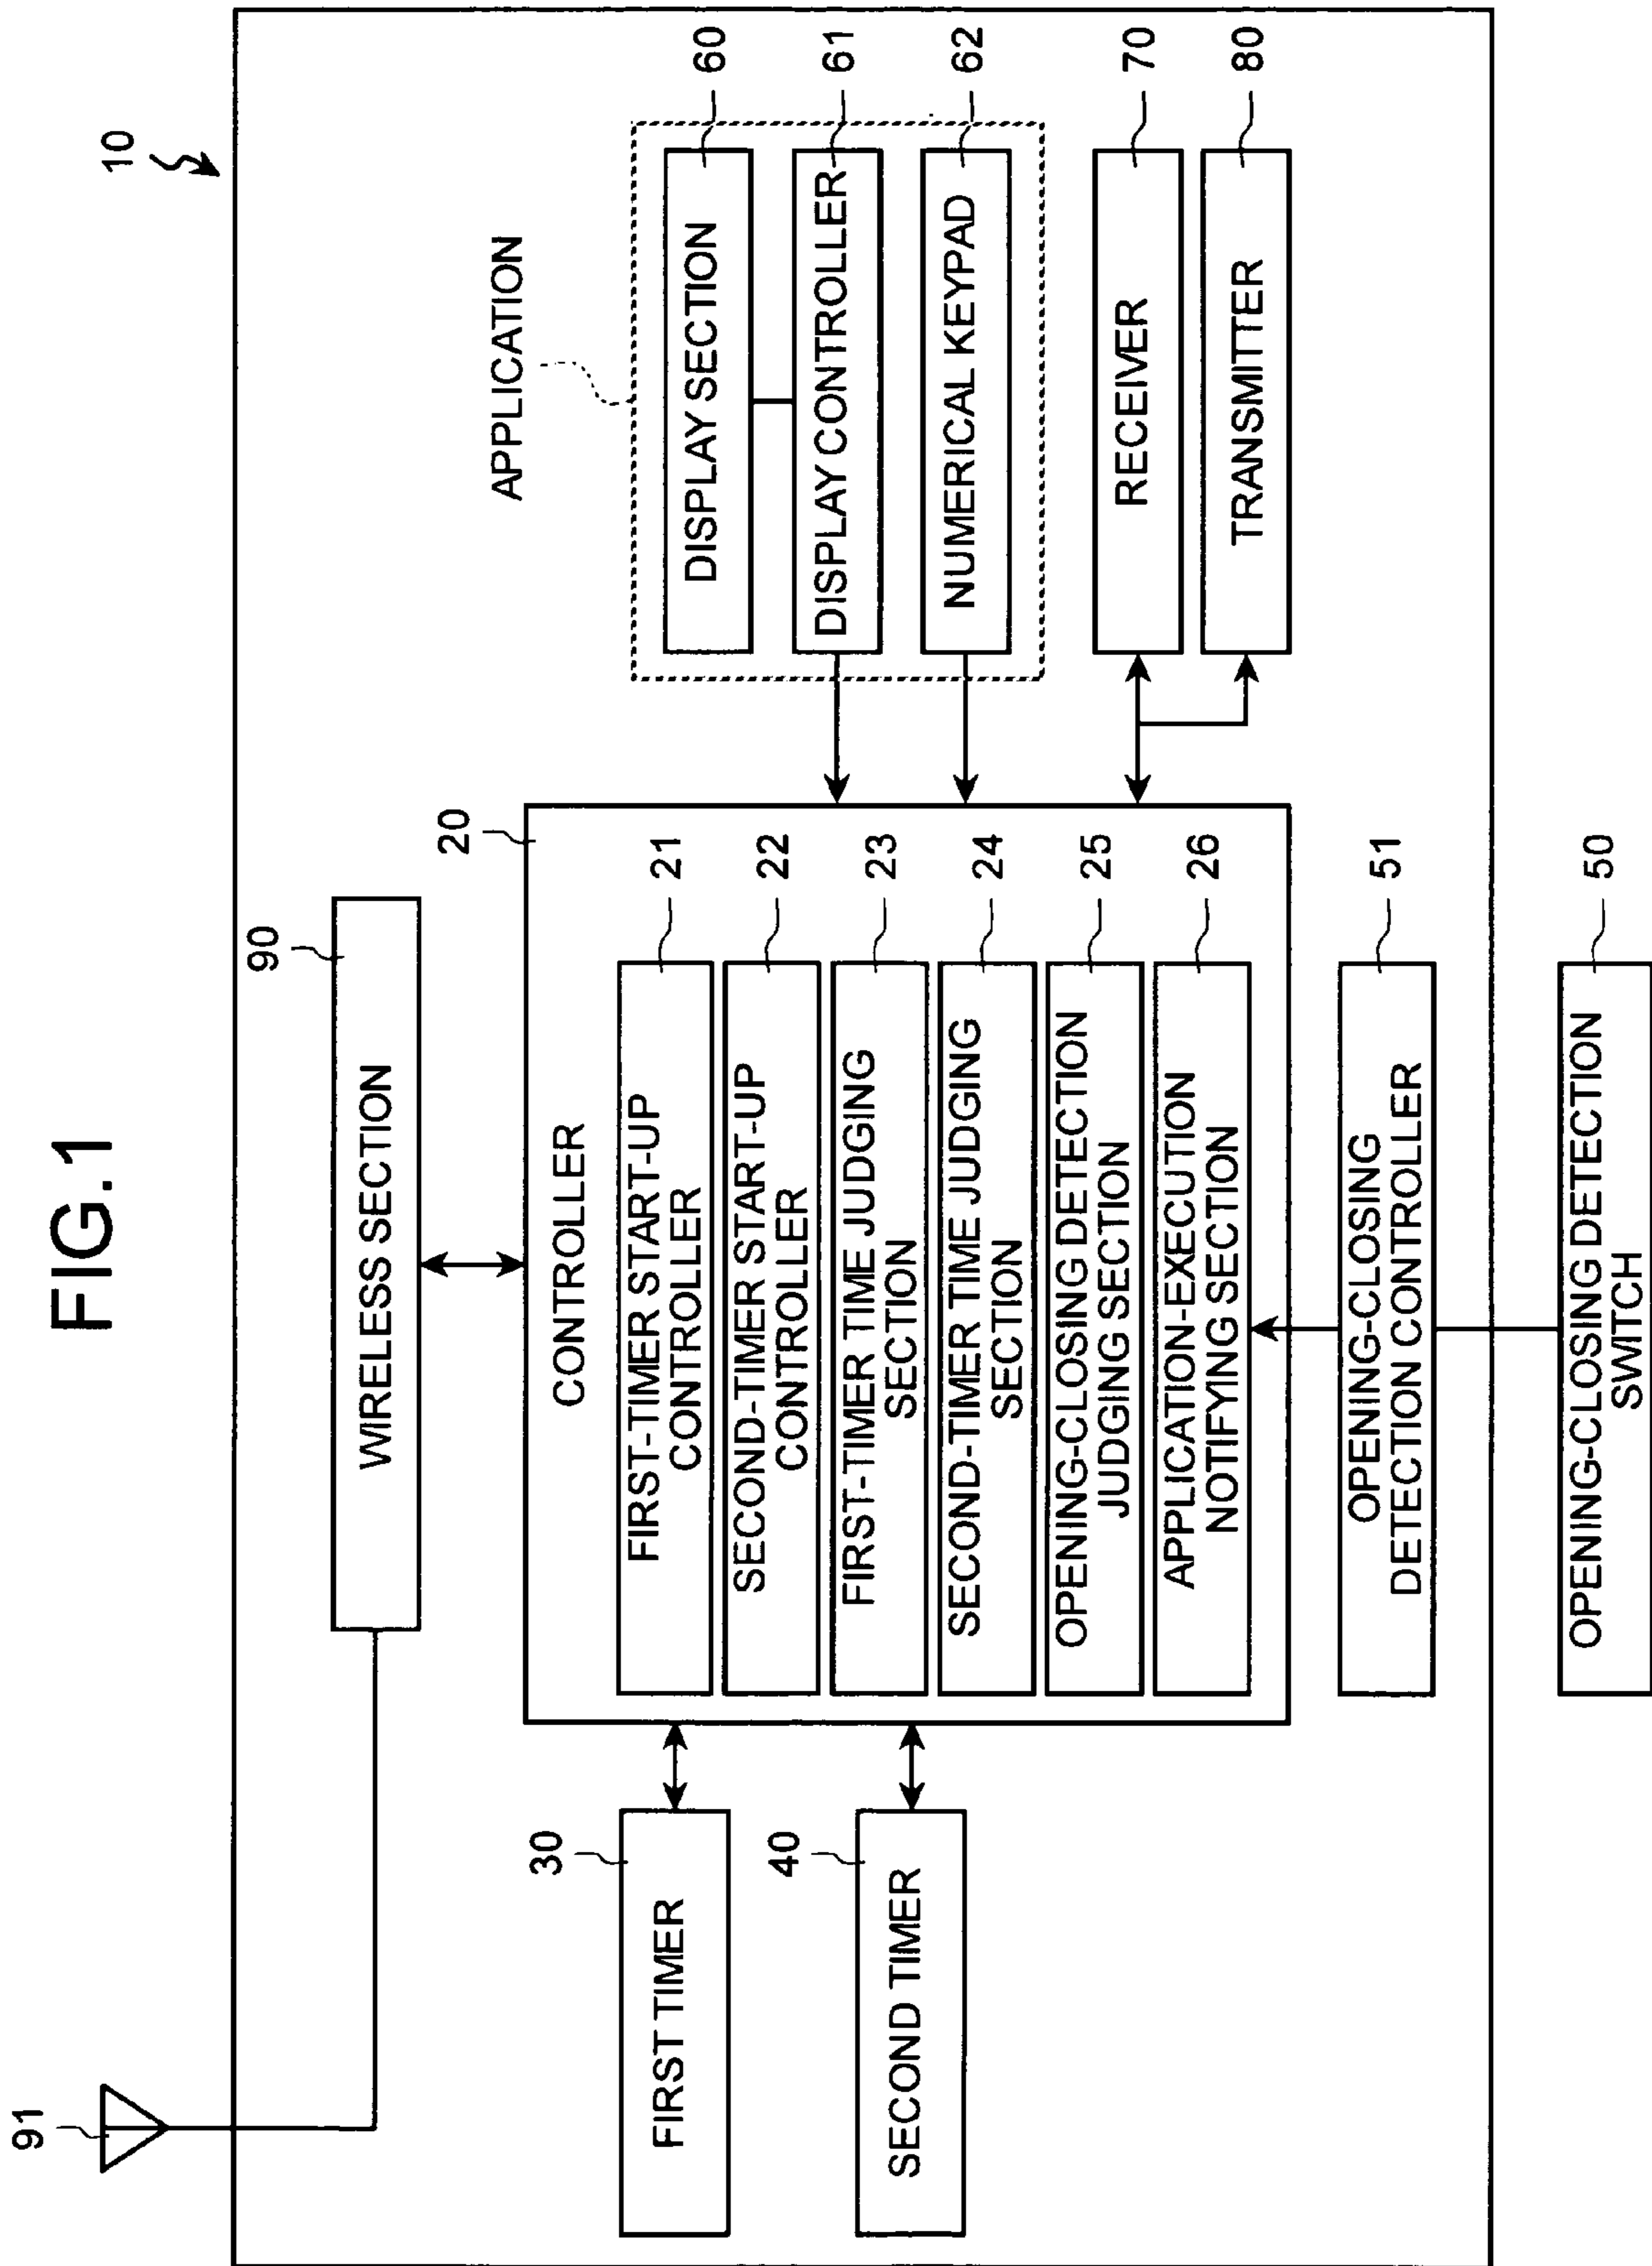 FIG.1
10
91
90
WIRELESS SECTION
20
CONTROLLER
FIRST-TIMER START-UP
CONTROLLER
21
SECOND-TIMER START-UP
CONTROLLER
22
FIRST-TIMER TIME JUDGING
SECTION
23
SECOND-TIMER TIME JUDGING
SECTION
24
OPENING-CLOSING DETECTION
JUDGING SECTION
25
APPLICATION-EXECUTION
NOTIFYING SECTION
26
30
FIRST TIMER
40
SECOND TIMER
APPLICATION
DISPLAY SECTION
60
DISPLAY CONTROLLER
61
NUMERICAL KEYPAD
62
RECEIVER
70
TRANSMITTER
80
OPENING-CLOSING
DETECTION CONTROLLER
51
OPENING-CLOSING DETECTION
SWITCH
50